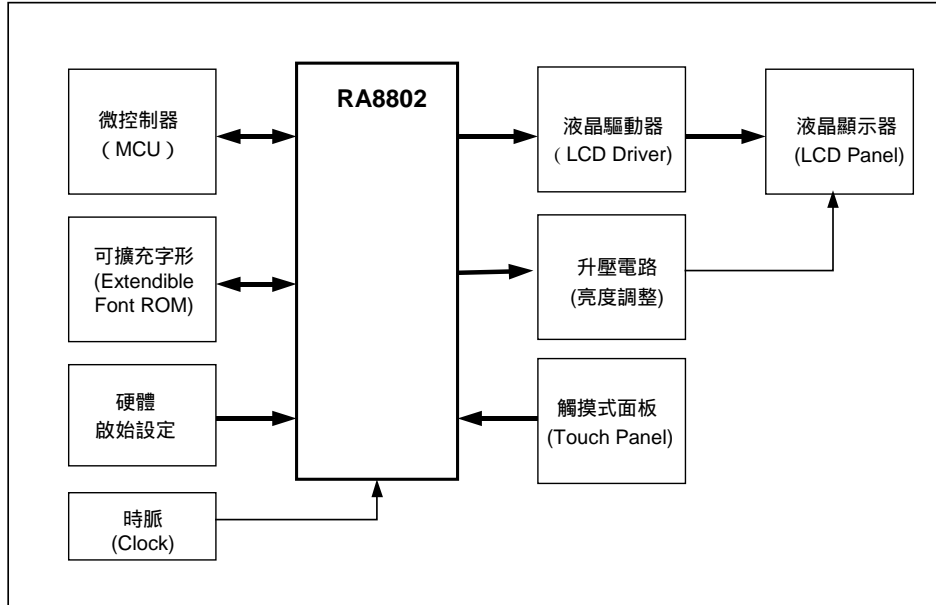 微控制器
( MCU )
可擴充字形
(Extendible
Font ROM)
硬體
啟始設定
時脈
(Clock)
RA8802
液晶驅動器
( LCD Driver)
升壓電路
(亮度調整)
觸摸式面板
(Touch Panel)
液晶顯示器
(LCD Panel)